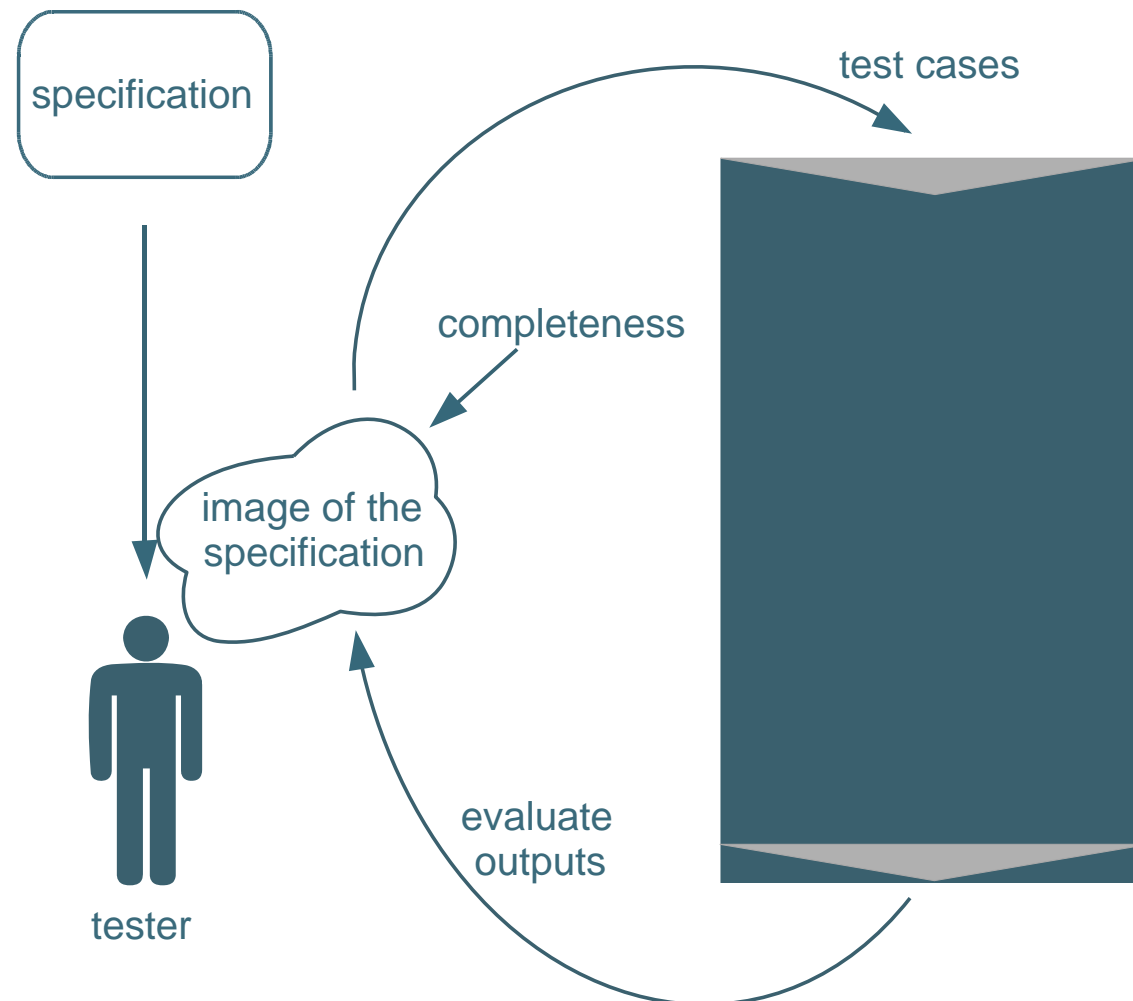 specification
test cases
completeness
image of the
specification
evaluate
outputs
tester